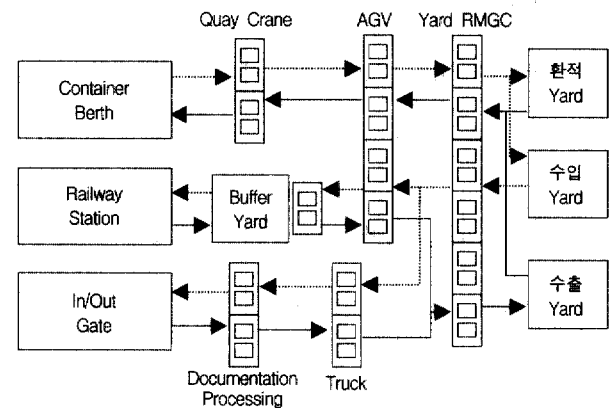 Quay Crane
AGV
Yard RMGC
Container
Berth
환적
Yard
Railway
Station
Buffer
Yard
수입
Yard
In/Out
Gate
수출
Yard
Documentation
Processing
Truck